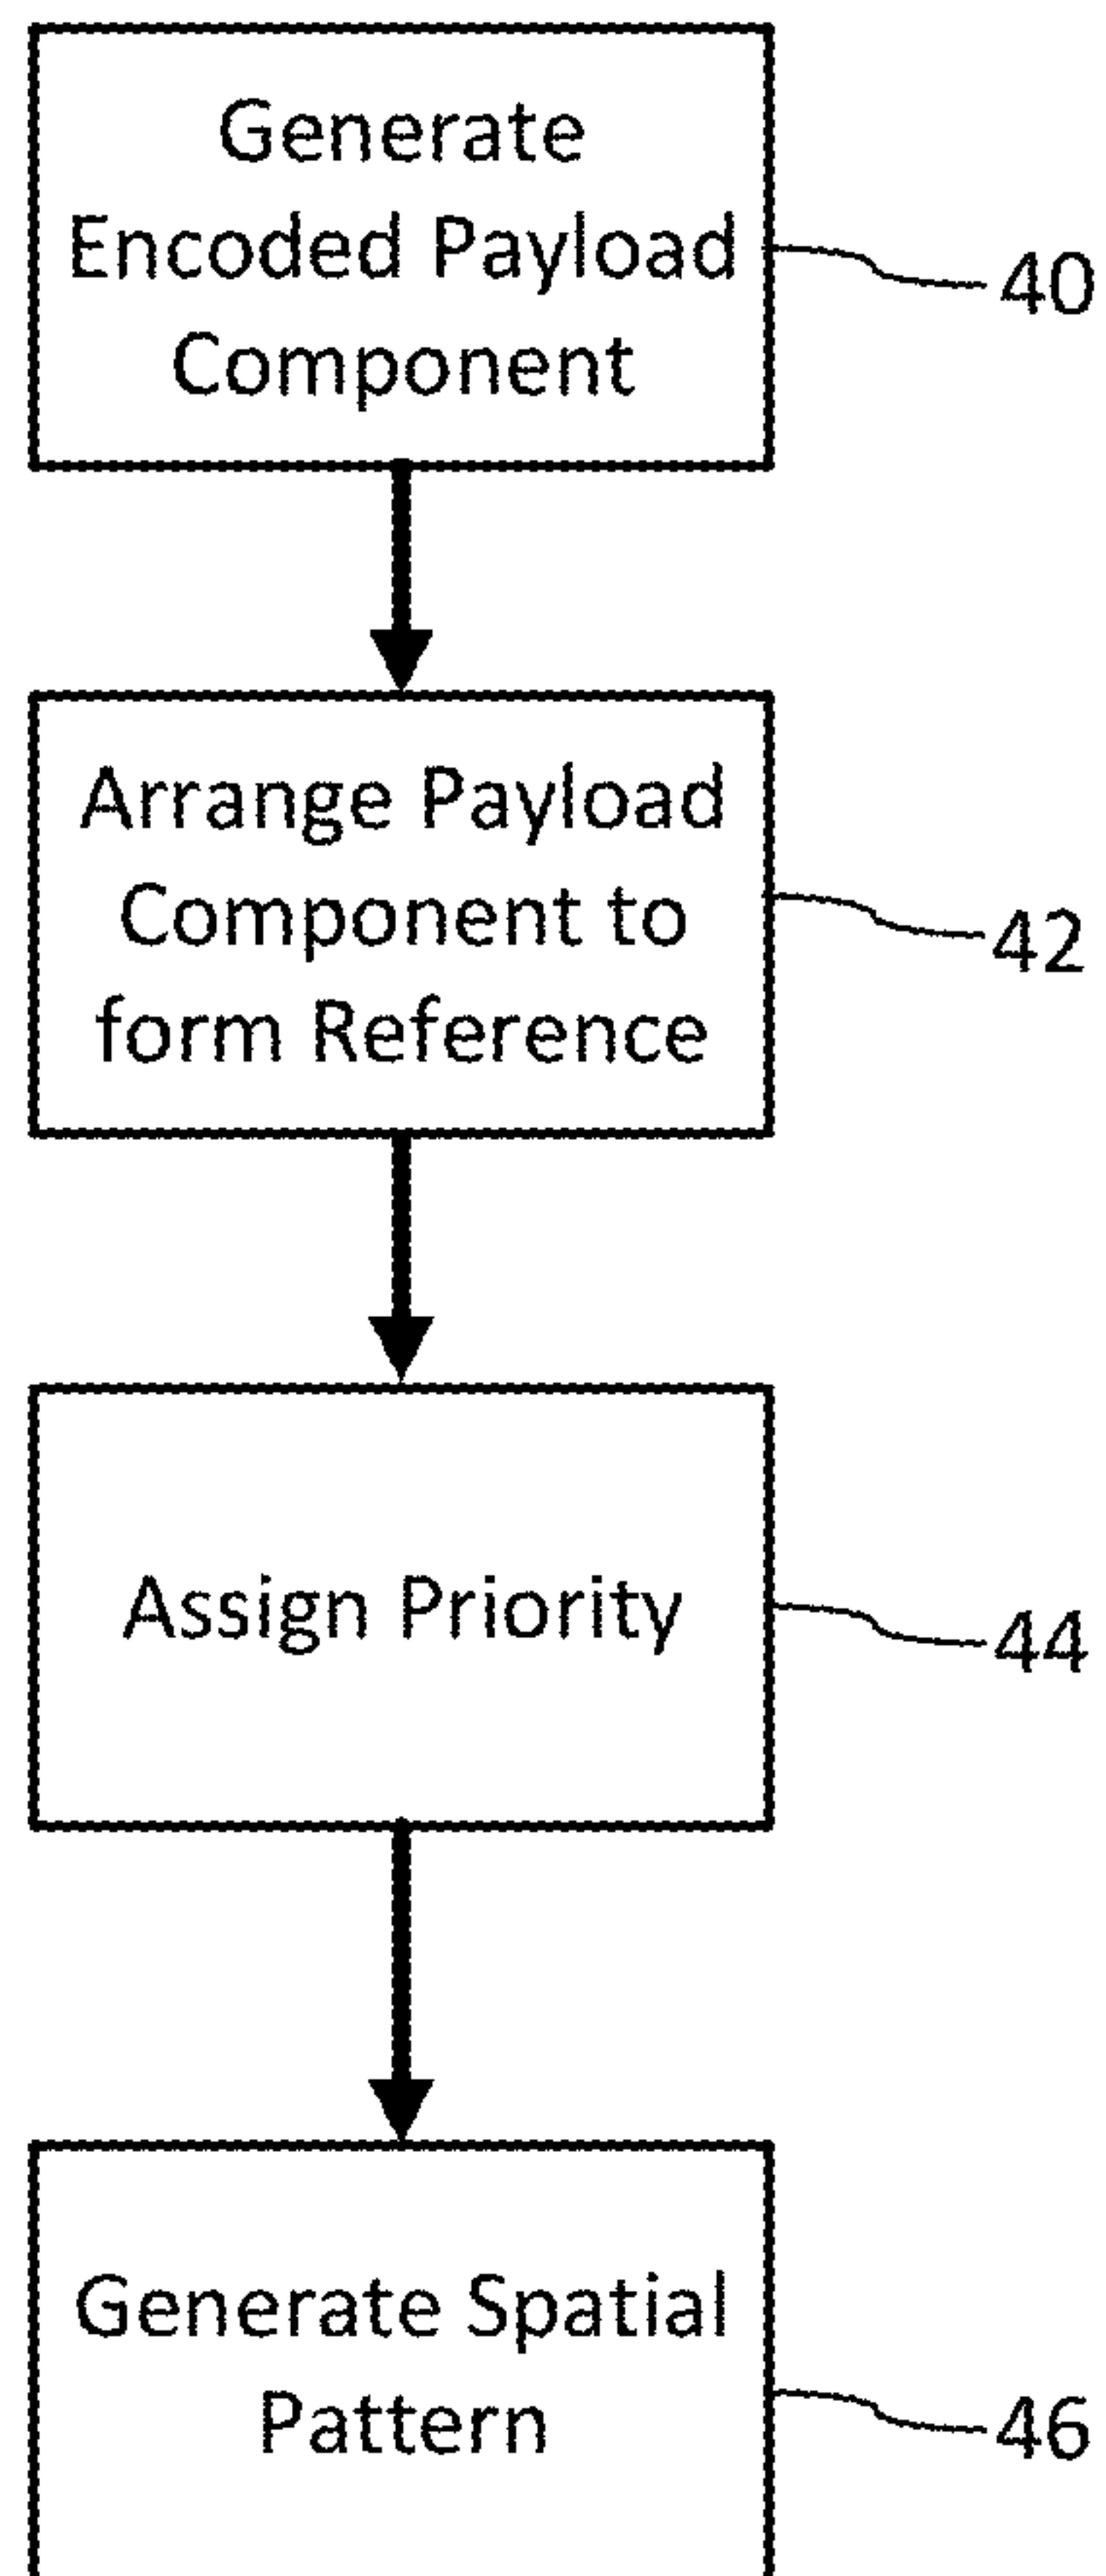 Generate
Encoded Payload
Component
40
Arrange Payload
Component to
form Reference
42
Assign Priority
44
Generate Spatial
Pattern
46